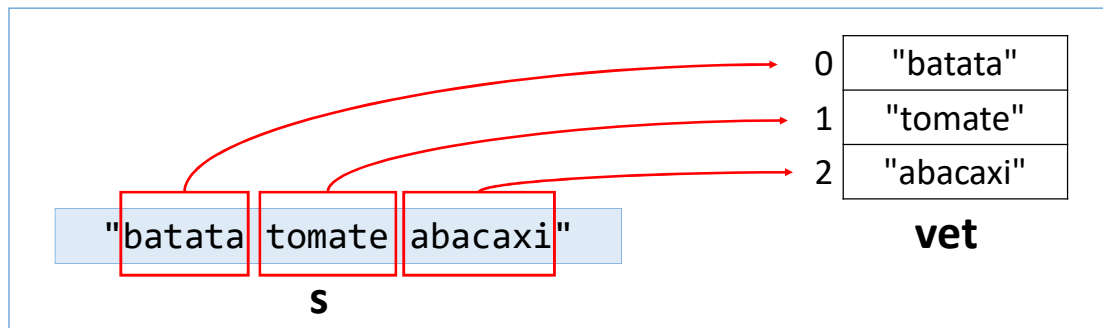 0 "batata"
1 "tomate"
2 "abacaxi"
vet
"batata tomate abacaxi"
s